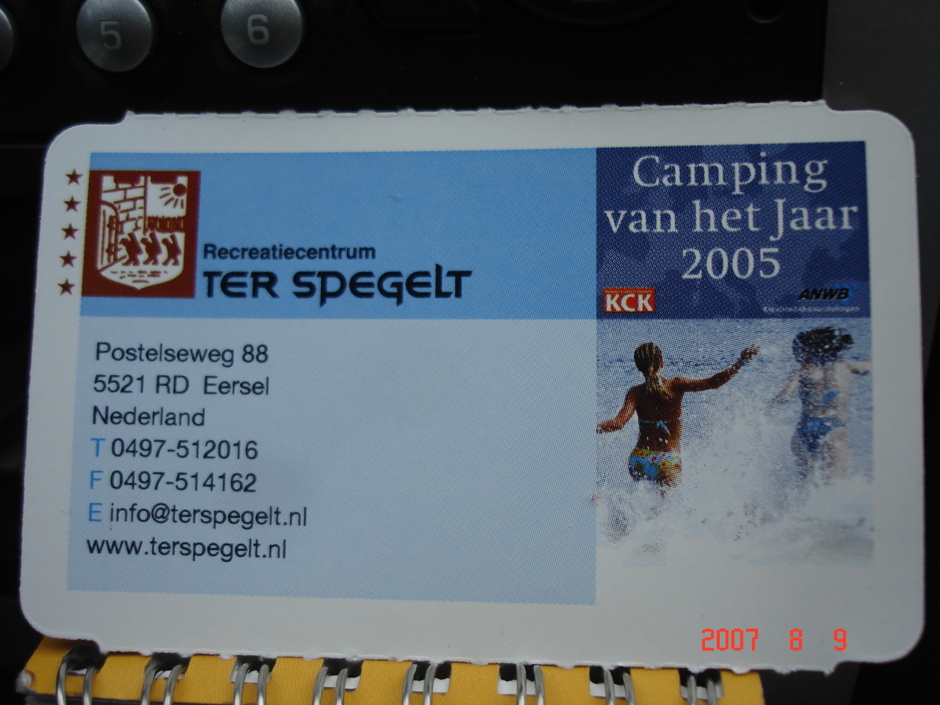 5 6
Recreatiecentrum
TER SPEGELT
Camping
van het Jaar
2005
KCK
ANWB
Postelseweg 88
5521 RD Eersel
Nederland
T 0497-512016
F 0497-514162
E info@terspegelt.nl
www.terspegelt.nl
2007 8 9